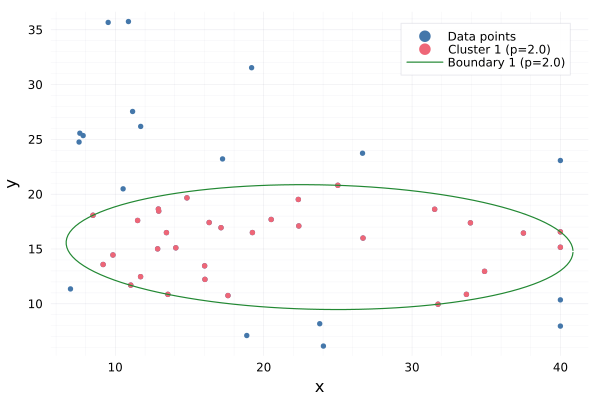 35
30
25
20
15
10
y
10 20 30 40
x
Data points
Cluster 1 (p=2.0)
Boundary 1 (p=2.0)